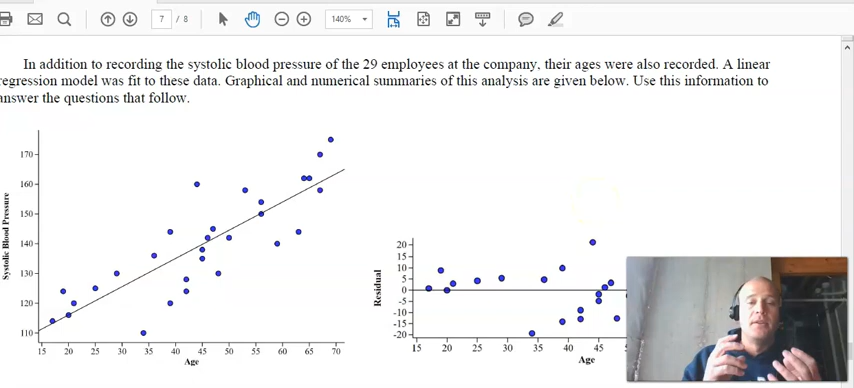 7 / 8
140%
In addition to recording the systolic blood pressure of the 29 employees at the company, their ages were also recorded. A linear
regression model was fit to these data. Graphical and numerical summaries of this analysis are given below. Use this information to
answer the questions that follow.
170
160
150
140
130
120
110
Systolic Blood Pressure
15 20 25 30 35 40 45 50 55 60 65 70
Age
20
15
10
5
0
-5
-10
-15
-20
Residual
15 20 25 30 35 40 45
Age